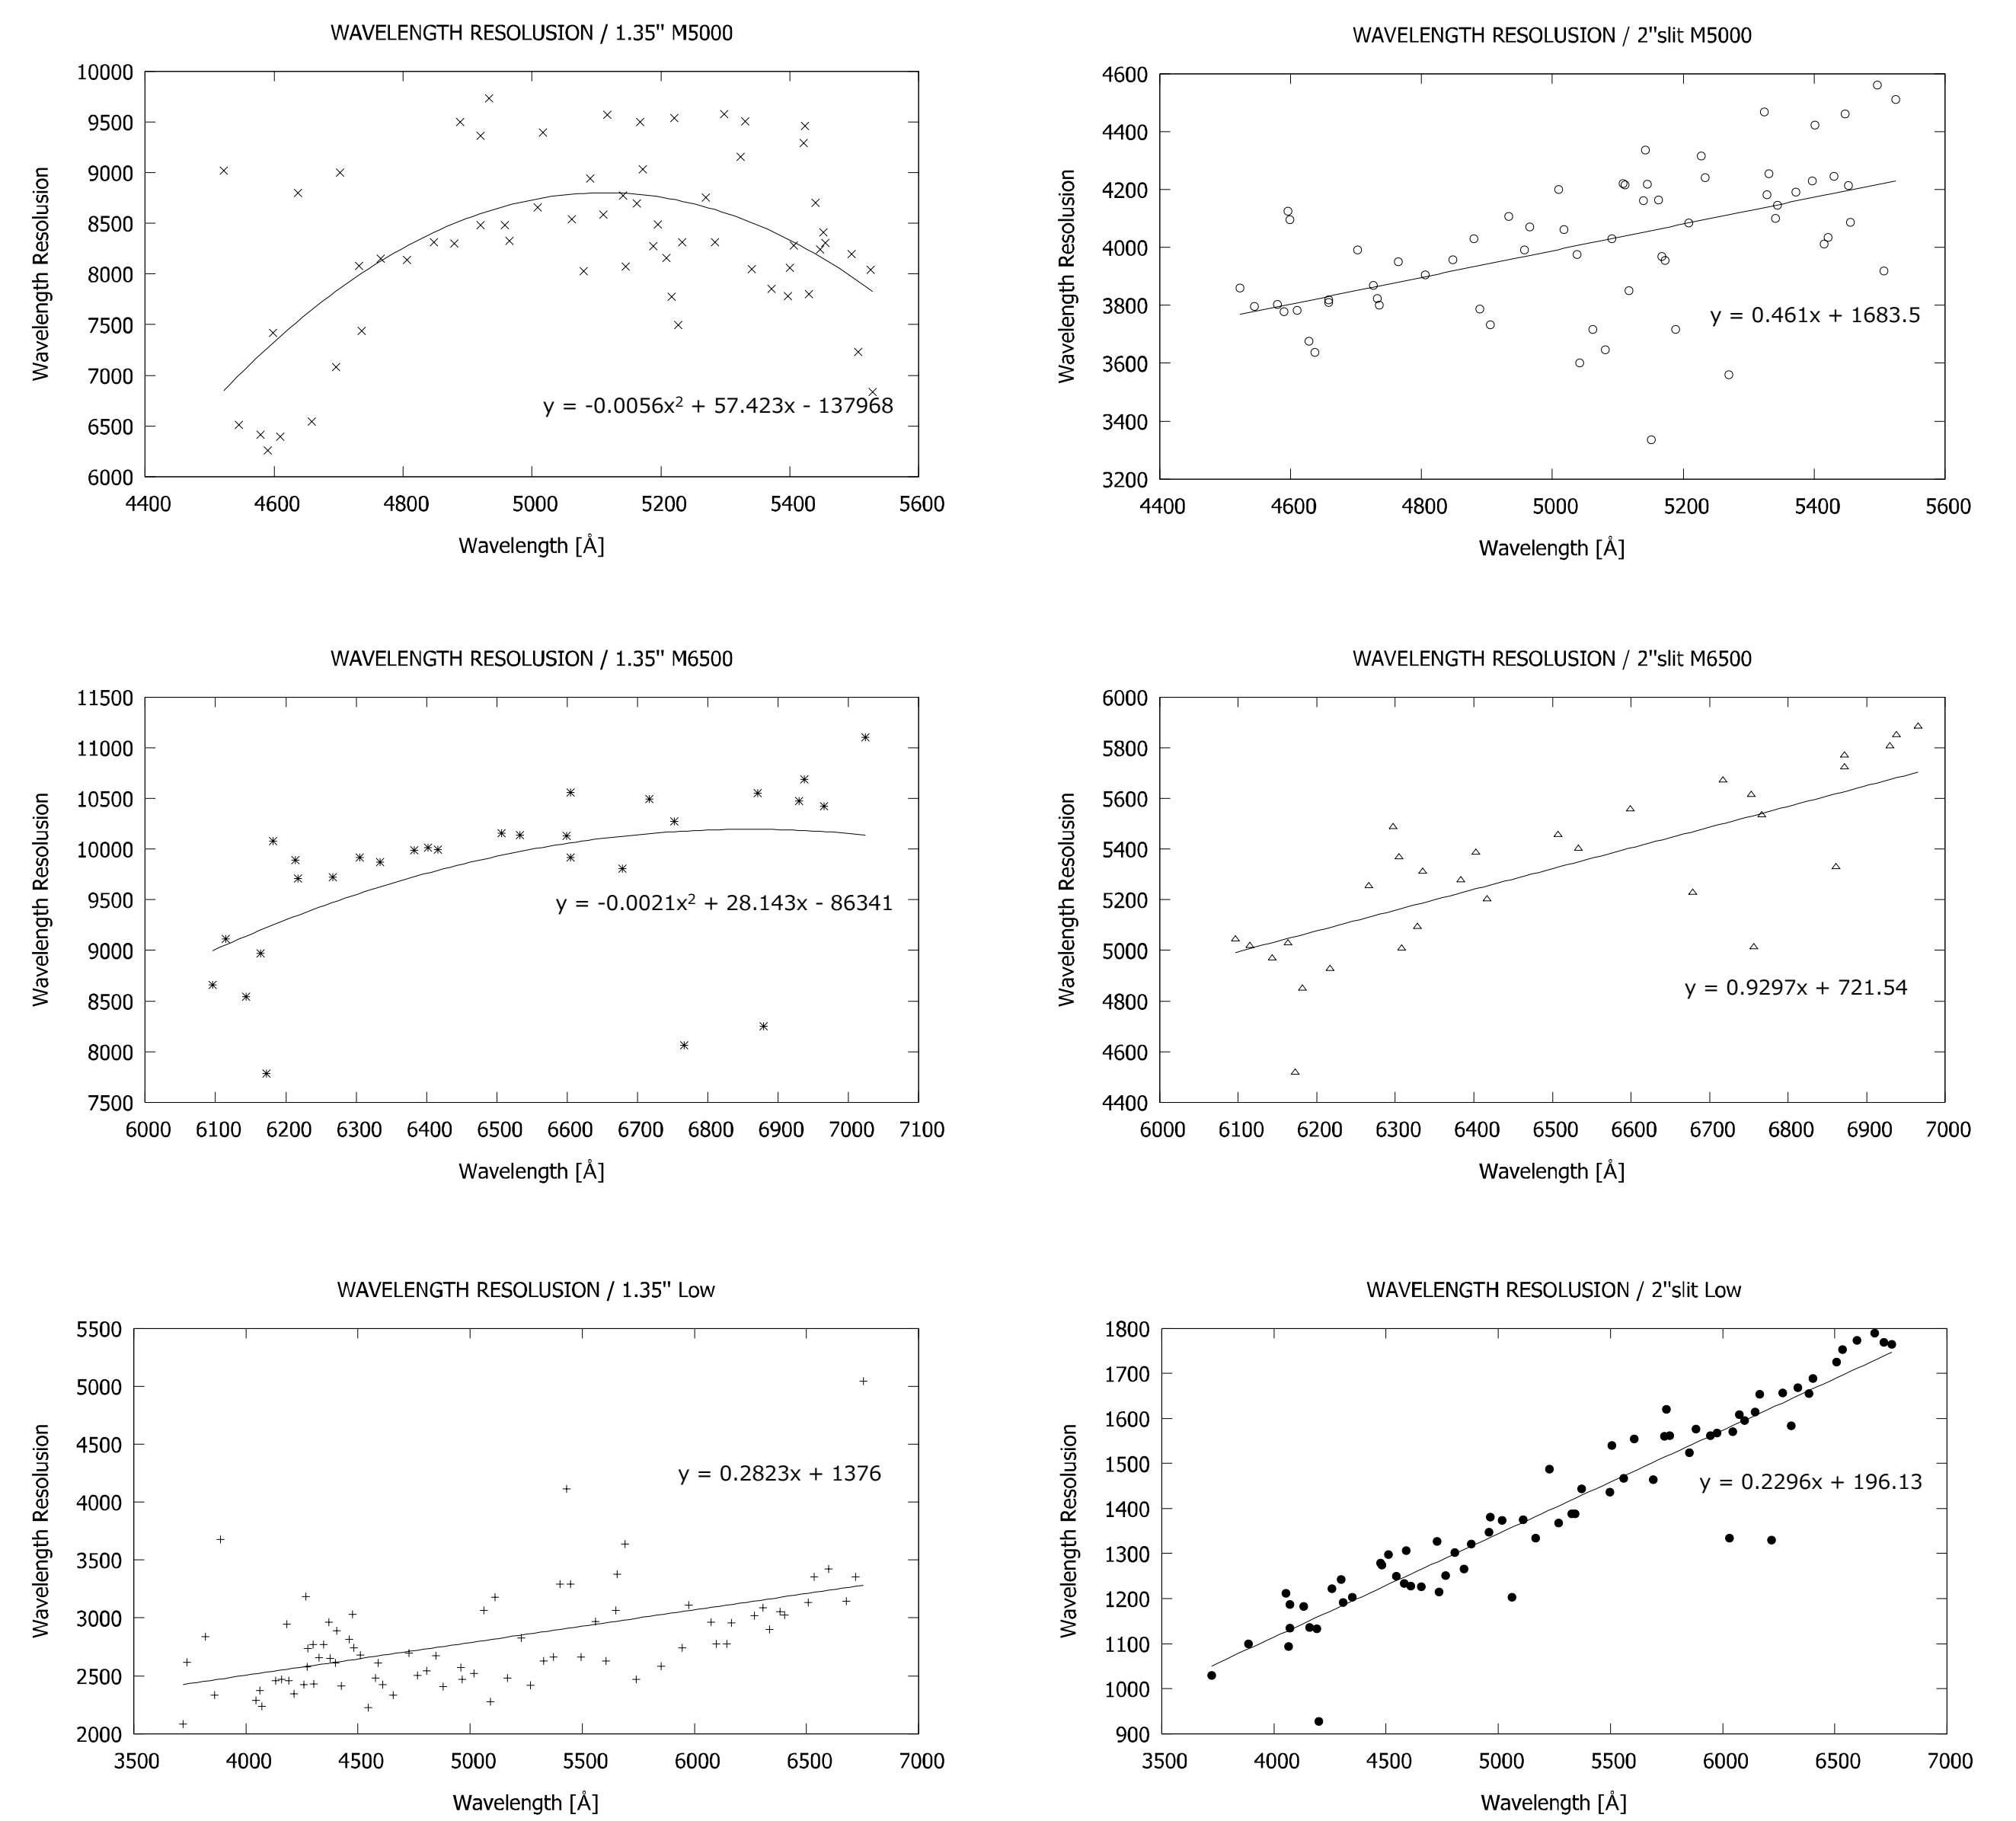 WAVELENGTH RESOLUSION / 1.35" M5000
10000
9500
9000
8500
8000
7500
7000
6500
6000
Wavelength Resolusion
y = -0.0056x² + 57.423x - 137968
4400 4600 4800 5000 5200 5400 5600
Wavelength [Å]
WAVELENGTH RESOLUSION / 2"slit M5000
4600
4400
4200
4000
3800
3600
3400
3200
Wavelength Resolusion
y = 0.461x + 1683.5
4400 4600 4800 5000 5200 5400 5600
Wavelength [Å]
WAVELENGTH RESOLUSION / 1.35" M6500
11500
11000
10500
10000
9500
9000
8500
8000
7500
Wavelength Resolusion
y = -0.0021x² + 28.143x - 86341
6000 6100 6200 6300 6400 6500 6600 6700 6800 6900 7000 7100
Wavelength [Å]
WAVELENGTH RESOLUSION / 2"slit M6500
6000
5800
5600
5400
5200
5000
4800
4600
4400
Wavelength Resolusion
y = 0.9297x + 721.54
6000 6100 6200 6300 6400 6500 6600 6700 6800 6900 7000
Wavelength [Å]
WAVELENGTH RESOLUSION / 1.35" Low
5500
5000
4500
4000
3500
3000
2500
2000
Wavelength Resolusion
y = 0.2823x + 1376
3500 4000 4500 5000 5500 6000 6500 7000
Wavelength [Å]
WAVELENGTH RESOLUSION / 2"slit Low
1800
1700
1600
1500
1400
1300
1200
1100
1000
900
Wavelength Resolusion
y = 0.2296x + 196.13
3500 4000 4500 5000 5500 6000 6500 7000
Wavelength [Å]